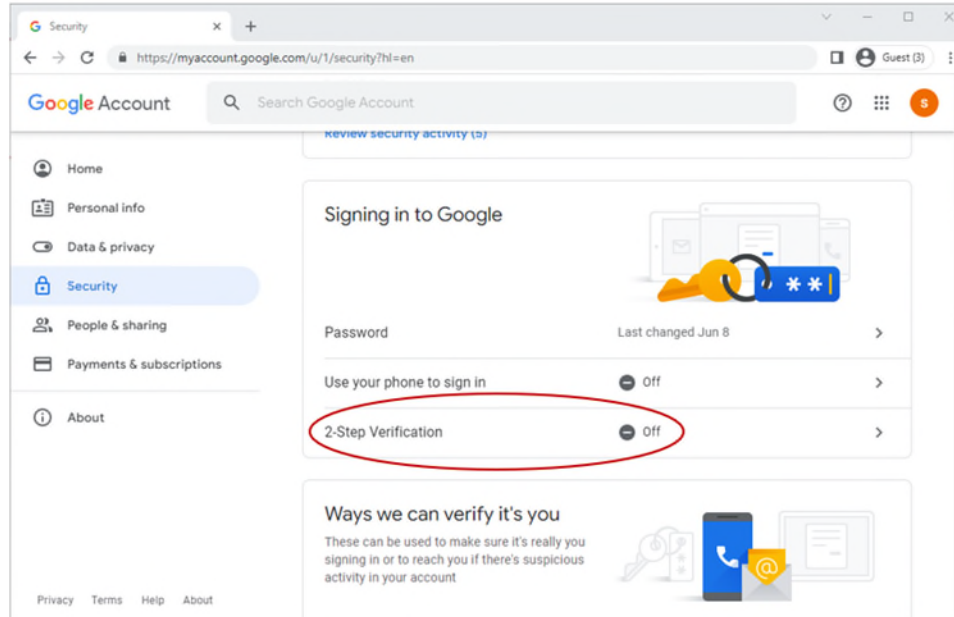 Security
https://myaccount.google.com/u/1/security?hl=en
Guest (3)
Google Account
Search Google Account
S
Review security activity (5)
Home
Personal info
Data & privacy
Security
People & sharing
Payments & subscriptions
About
Signing in to Google
**
Password Last changed Jun 8
Use your phone to sign in Off
2-Step Verification Off
Ways we can verify it's you
These can be used to make sure it's really you
signing in or to reach you if there's suspicious
activity in your account
@
Privacy Terms Help About